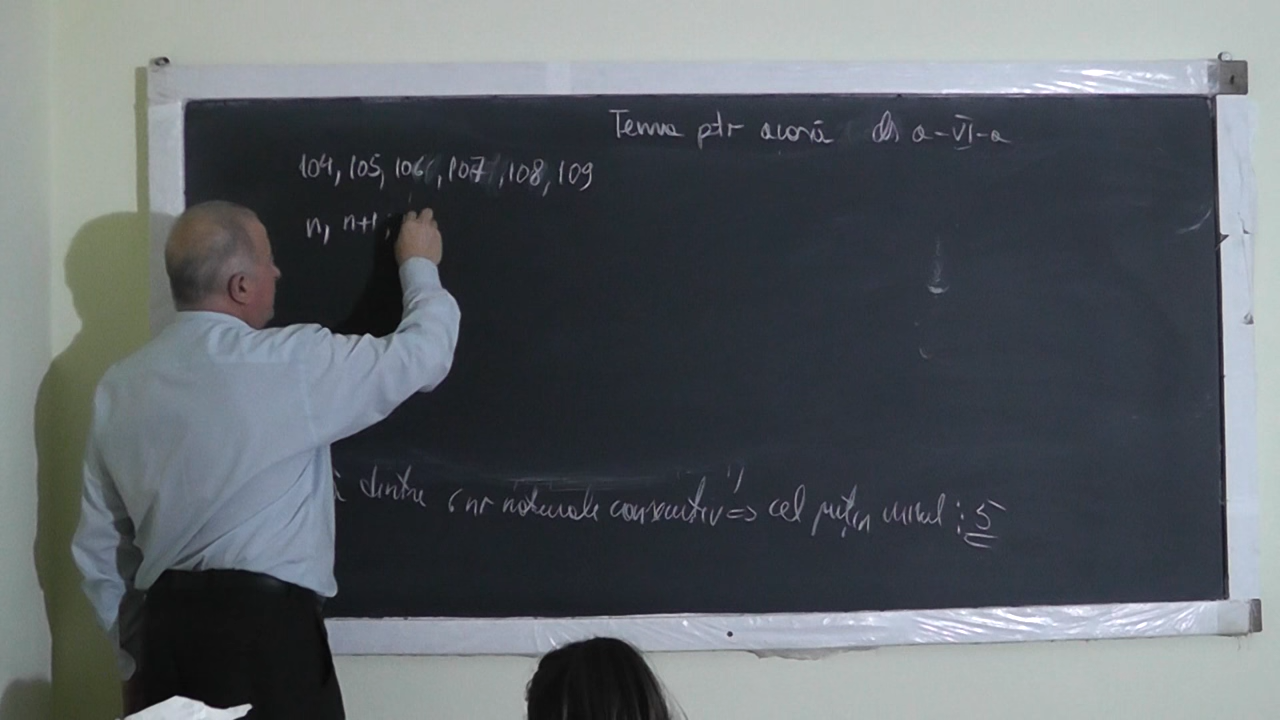 Tema ptr acasă cls a-VI-a
104, 105, 106, 107, 108, 109
n, n+1,
dintre 6 nr naturale consecutiv => cel puțin unul ⋮ 5